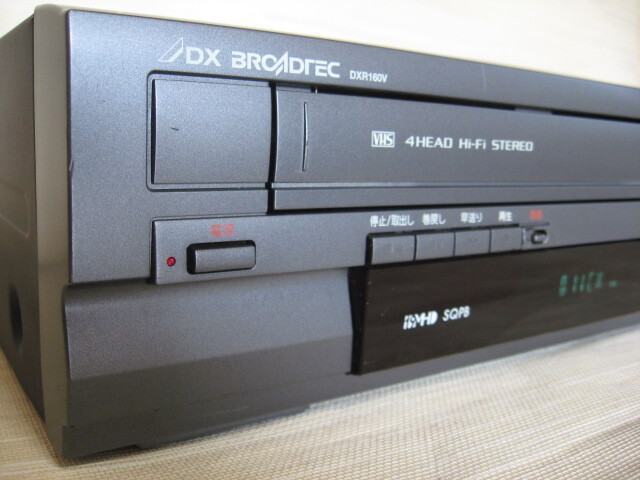 DX BROADTEC DXR160V
VHS 4HEAD Hi-Fi STEREO
停止/取出し 巻戻し 早送り 再生 録画
電源
SQPB